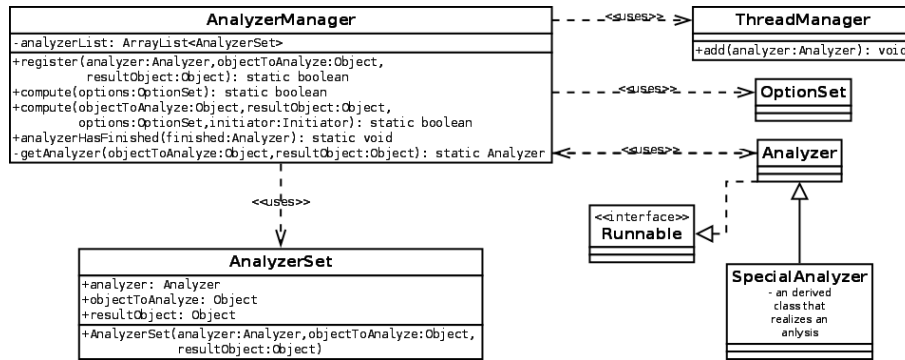 AnalyzerManager
-analyzerList: ArrayList<AnalyzerSet>
+register(analyzer:Analyzer,objectToAnalyze:Object,
resultObject:Object): static boolean
+compute(options:OptionSet): static boolean
+compute(objectToAnalyze:Object,resultObject:Object,
options:OptionSet,initiator:Initiator): static boolean
+analyzerHasFinished(finished:Analyzer): static void
-getAnalyzer(objectToAnalyze:Object,resultObject:Object): static Analyzer
<<uses>>
ThreadManager
+add(analyzer:Analyzer): void
<<uses>>
OptionSet
<<uses>>
Analyzer
<<uses>>
<<interface>>
Runnable
AnalyzerSet
+analyzer: Analyzer
+objectToAnalyze: Object
+resultObject: Object
+AnalyzerSet(analyzer:Analyzer,objectToAnalyze:Object,
resultObject:Object)
SpecialAnalyzer
- an derived
class that
realizes an
anlysis